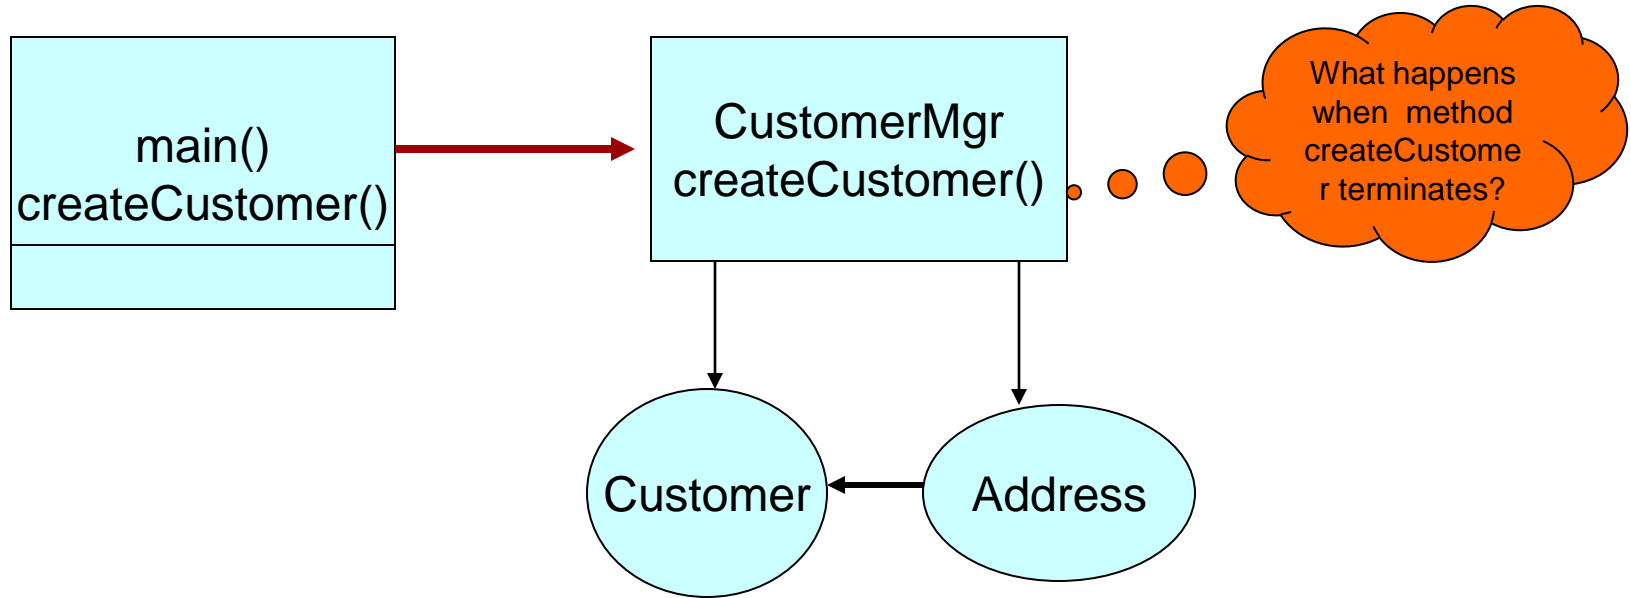 main()
createCustomer()
CustomerMgr
createCustomer()
What happens
when method
createCustome
r terminates?
Customer
Address